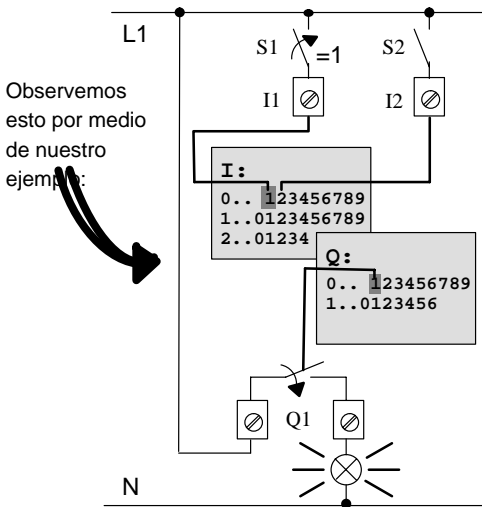 L1
S1
=1
S2
Observemos
esto por medio
de nuestro
ejemplo:
I1
I2
I:
0.. 123456789
1..0123456789
2..01234
Q:
0.. 123456789
1..0123456
Q1
N